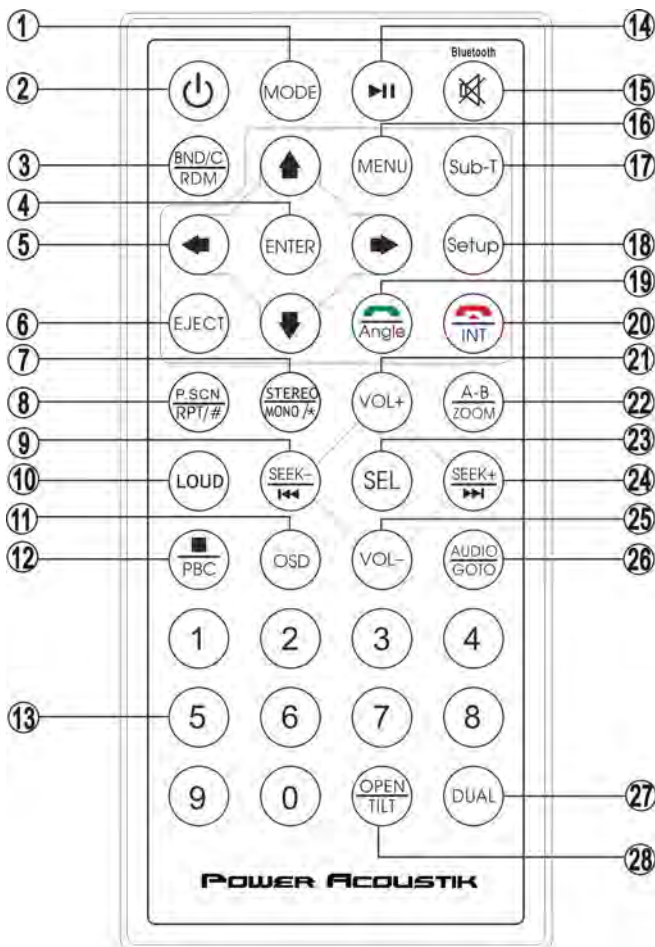 1 14
Bluetooth
2 MODE 15
16
3 BND/C MENU Sub-T 17
RDM
4
5 ENTER Setup 18
19
6 EJECT Angle INT 20
7 21
8 P.SCN STEREO VOL+ A-B 22
RPT/# MONO/* ZOOM
9 23
10 LOUD SEEK- SEL SEEK+ 24
11 25
12 PBC OSD VOL- AUDIO 26
GOTO
1 2 3 4
13 5 6 7 8
9 0 OPEN DUAL 27
TILT
28
POWER ACOUSTIK